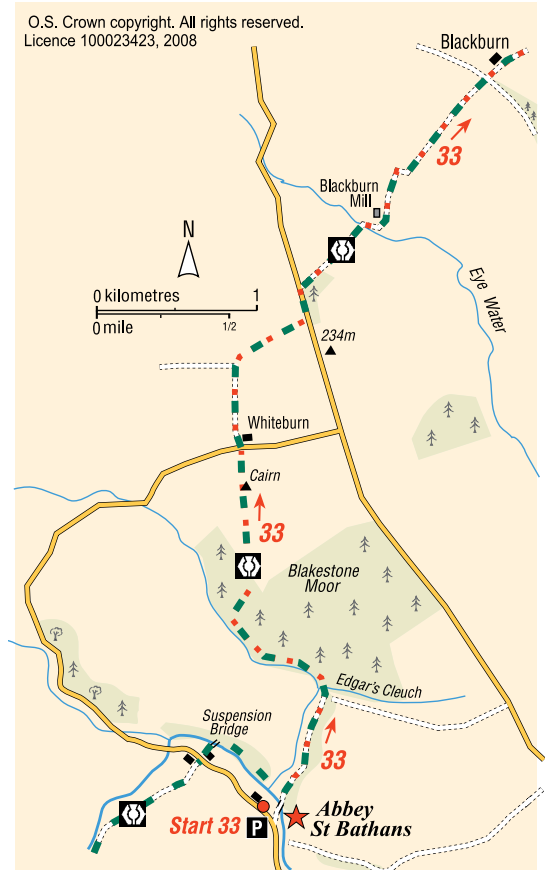 O.S. Crown copyright. All rights reserved.
Licence 100023423, 2008
Blackburn
33
Blackburn
Mill
N
0 kilometres 1
0 mile 1/2
Eye Water
234m
Whiteburn
Cairn
33
Blakestone
Moor
Edgar's Cleuch
Suspension
Bridge
33
Start 33 P
Abbey
St Bathans